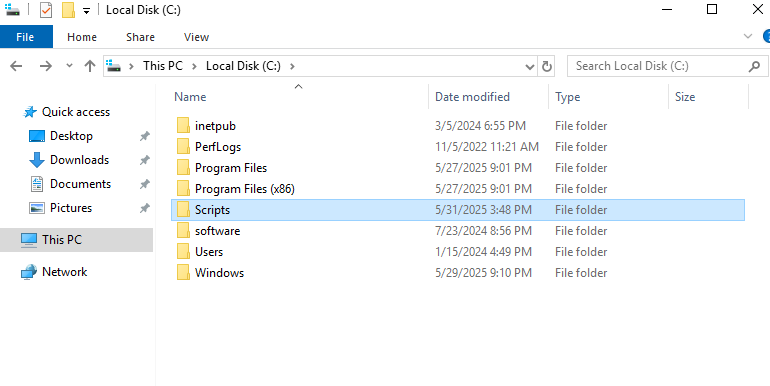 Local Disk (C:)
File Home Share View
This PC Local Disk (C:) Search Local Disk (C:)
Name Date modified Type Size
Quick access
Desktop
Downloads
Documents
Pictures
This PC
Network
inetpub 3/5/2024 6:55 PM File folder
PerfLogs 11/5/2022 11:21 AM File folder
Program Files 5/27/2025 9:01 PM File folder
Program Files (x86) 5/27/2025 9:01 PM File folder
Scripts 5/31/2025 3:48 PM File folder
software 7/23/2024 8:56 PM File folder
Users 1/15/2024 4:49 PM File folder
Windows 5/29/2025 9:10 PM File folder